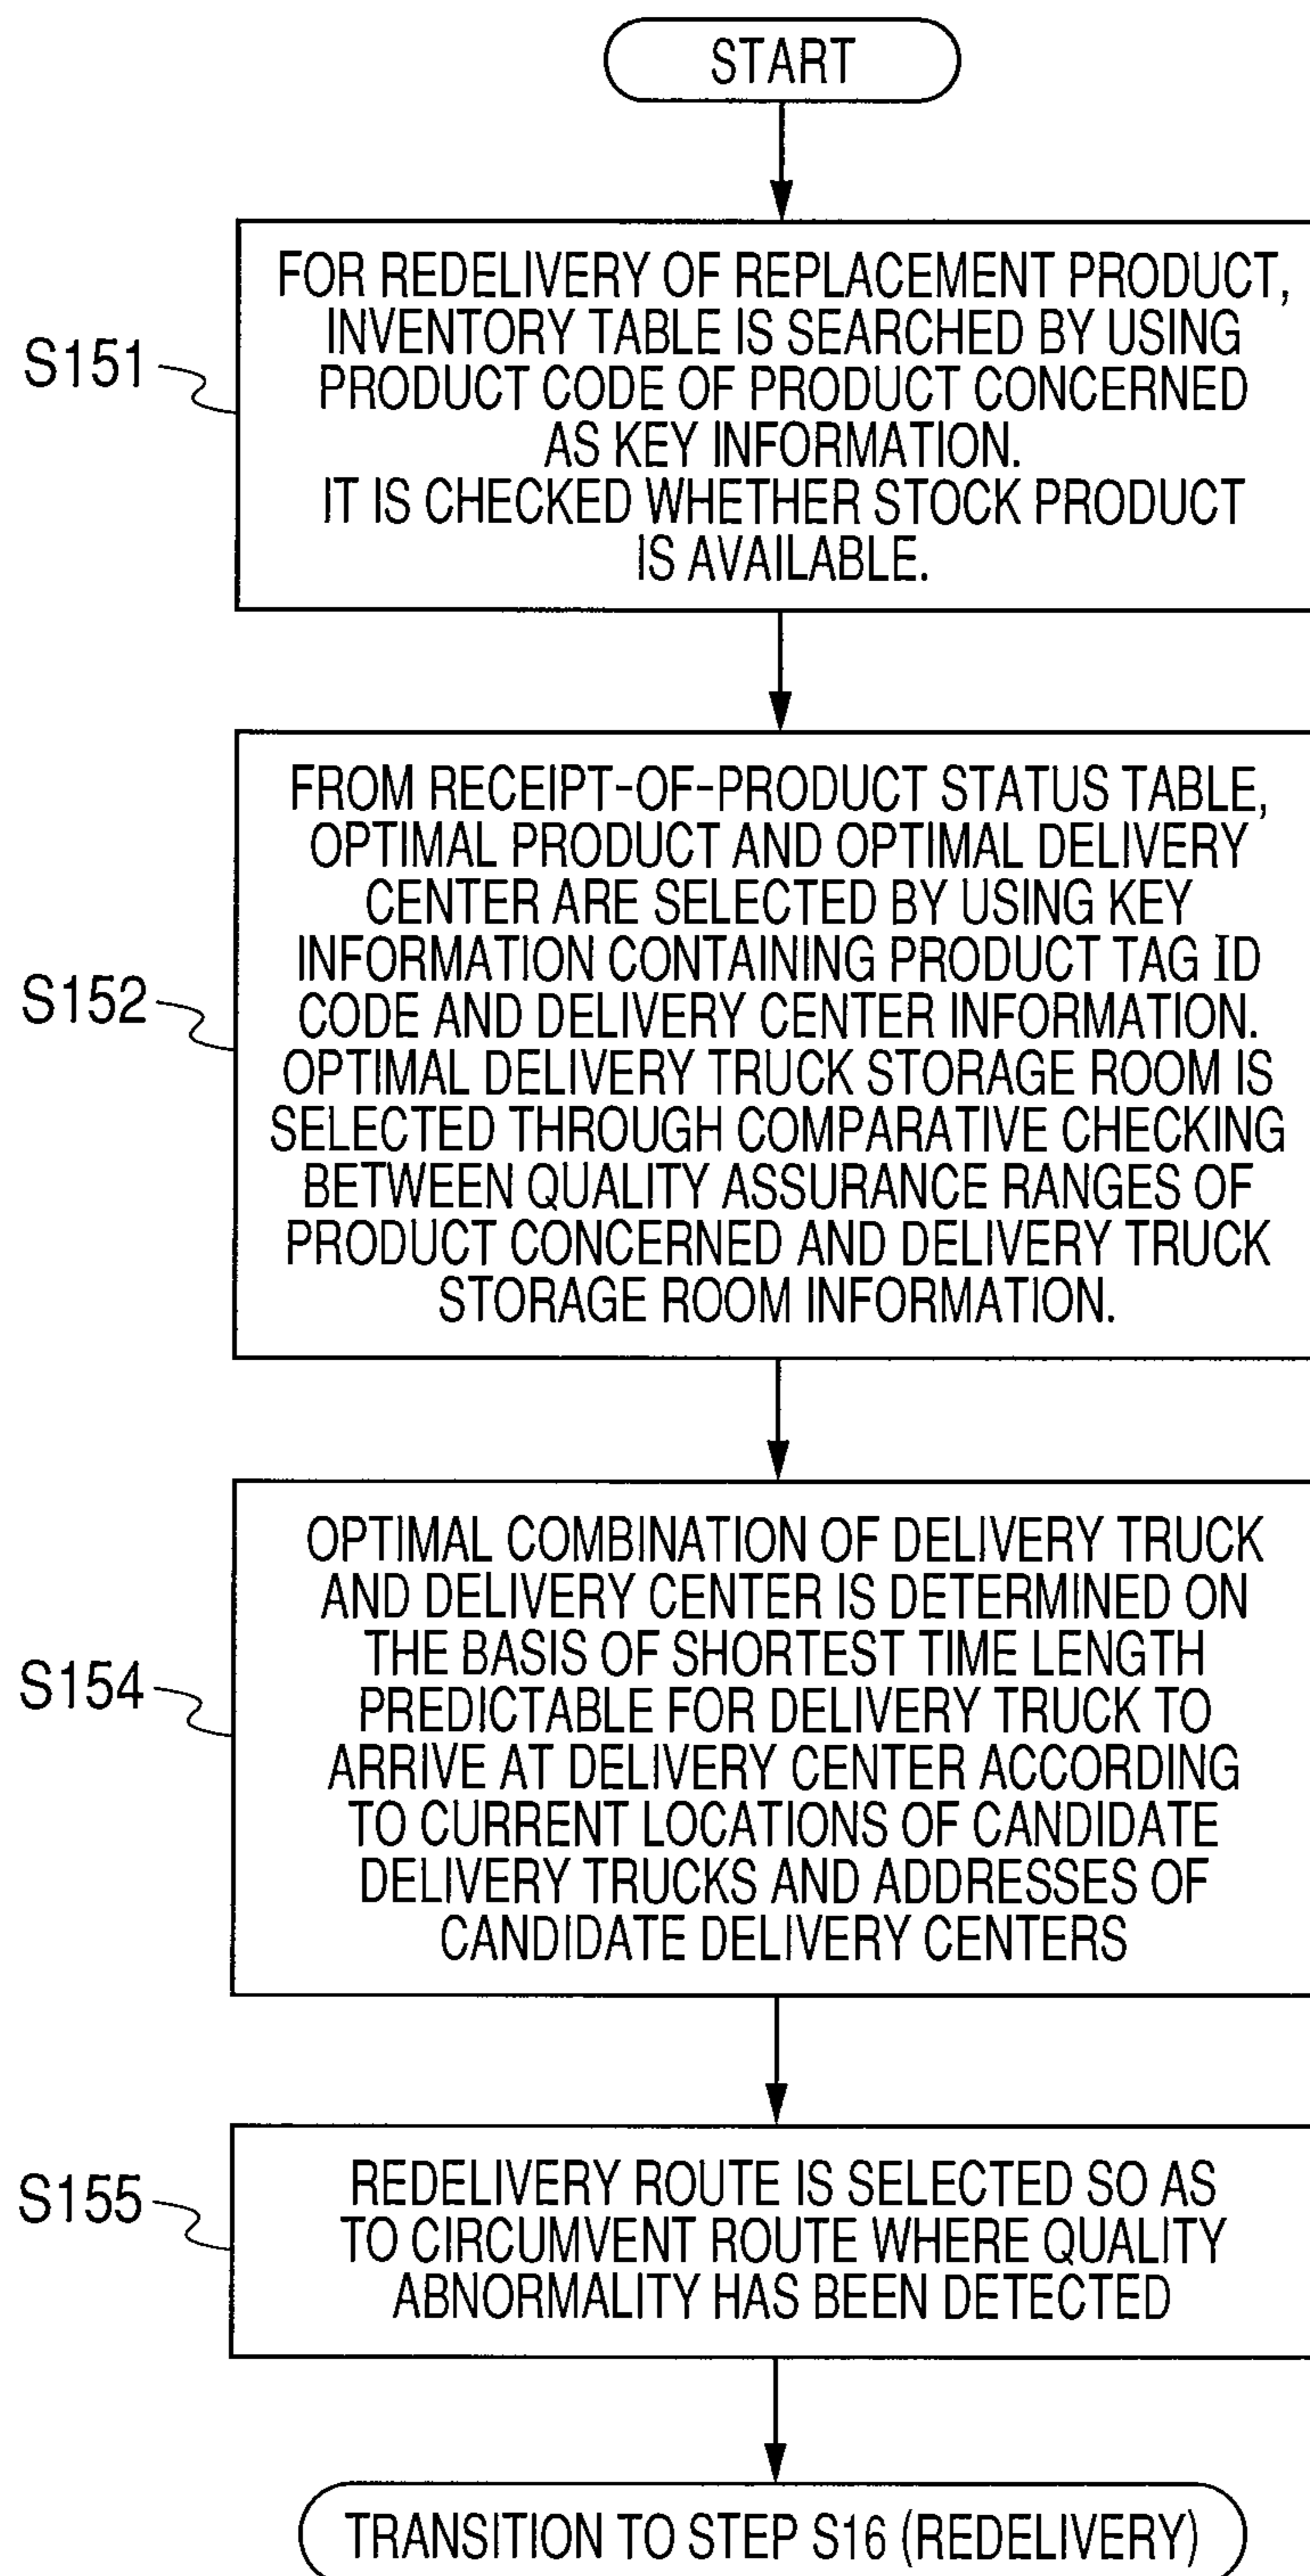 START
S151
FOR REDELIVERY OF REPLACEMENT PRODUCT,
INVENTORY TABLE IS SEARCHED BY USING
PRODUCT CODE OF PRODUCT CONCERNED
AS KEY INFORMATION.
IT IS CHECKED WHETHER STOCK PRODUCT
IS AVAILABLE.
S152
FROM RECEIPT-OF-PRODUCT STATUS TABLE,
OPTIMAL PRODUCT AND OPTIMAL DELIVERY
CENTER ARE SELECTED BY USING KEY
INFORMATION CONTAINING PRODUCT TAG ID
CODE AND DELIVERY CENTER INFORMATION.
OPTIMAL DELIVERY TRUCK STORAGE ROOM IS
SELECTED THROUGH COMPARATIVE CHECKING
BETWEEN QUALITY ASSURANCE RANGES OF
PRODUCT CONCERNED AND DELIVERY TRUCK
STORAGE ROOM INFORMATION.
S154
OPTIMAL COMBINATION OF DELIVERY TRUCK
AND DELIVERY CENTER IS DETERMINED ON
THE BASIS OF SHORTEST TIME LENGTH
PREDICTABLE FOR DELIVERY TRUCK TO
ARRIVE AT DELIVERY CENTER ACCORDING
TO CURRENT LOCATIONS OF CANDIDATE
DELIVERY TRUCKS AND ADDRESSES OF
CANDIDATE DELIVERY CENTERS
S155
REDELIVERY ROUTE IS SELECTED SO AS
TO CIRCUMVENT ROUTE WHERE QUALITY
ABNORMALITY HAS BEEN DETECTED
TRANSITION TO STEP S16 (REDELIVERY)